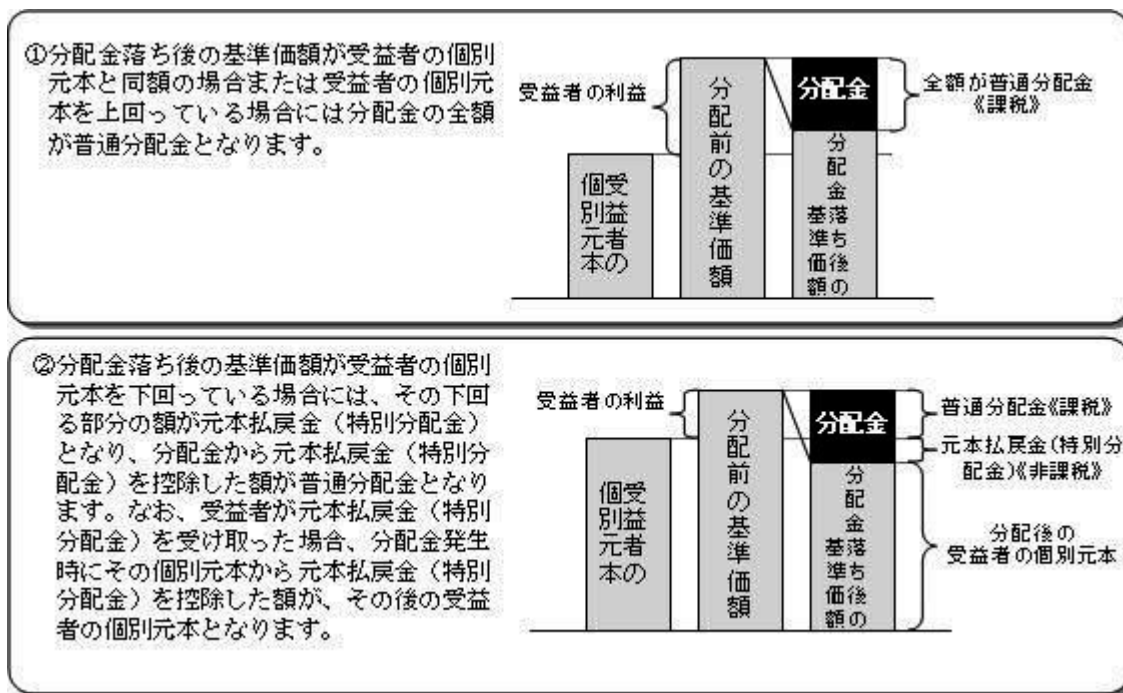 ①分配金落ち後の基準価額が受益者の個別
元本と同額の場合または受益者の個別元
本を上回っている場合には分配金の全額
が普通分配金となります。
受益者の利益
個別元本
受益者の
分配前の基準価額
分配金
分配金落ち後の
基準価額
全額が普通分配金
《課税》
②分配金落ち後の基準価額が受益者の個別
元本を下回っている場合には、その下回
る部分の額が元本払戻金（特別分配金）
となり、分配金から元本払戻金（特別分
配金）を控除した額が普通分配金となり
ます。なお、受益者が元本払戻金（特別
分配金）を受け取った場合、分配金発生
時にその個別元本から元本払戻金（特別
分配金）を控除した額が、その後の受益
者の個別元本となります。
受益者の利益
受益者の
個別元本
分配前の基準価額
分配金
分配金落ち後の
基準価額
普通分配金《課税》
元本払戻金(特別分
配金)《非課税》
分配後の
受益者の個別元本